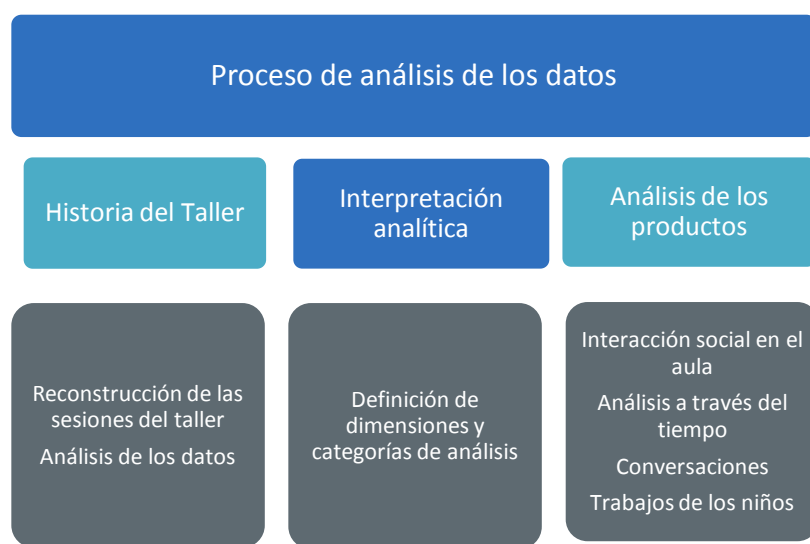 Proceso de análisis de los datos
Historia del Taller
Interpretación
analítica
Análisis de los
productos
Reconstrucción de las
sesiones del taller
Análisis de los datos
Definición de
dimensiones y
categorías de análisis
Interacción social en el
aula
Análisis a través del
tiempo
Conversaciones
Trabajos de los niños